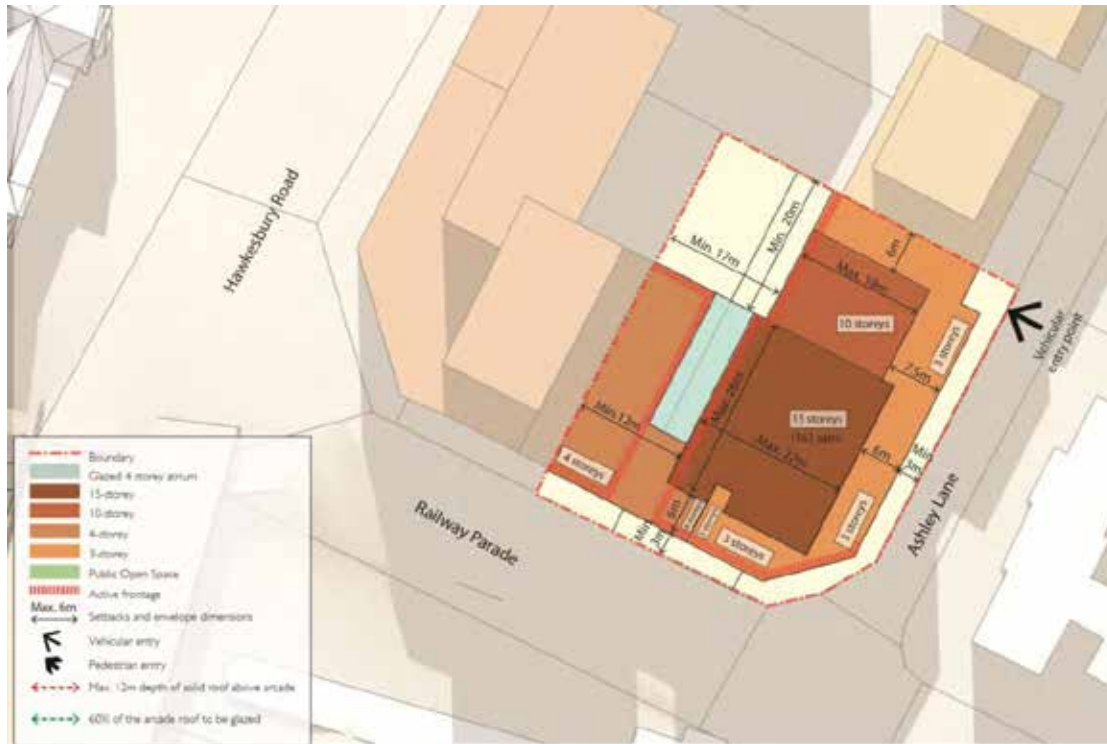 Hawkesbury Road
Min. 20m
Min. 17m
6m
Max. 18m
10 storeys
3 storeys
Vehicular
entry point
7.5m
Max. 28m
15 storeys
Max. 27m
Min.12m
4 storeys
6m
Min
3m
Ashley Lane
3 storeys
3 storeys
6m
Min
3m
Railway Parade
Boundary
Glazed 4 storey atrium
15-storey
10-storey
4-storey
3-storey
Public Open Space
Active frontage
Max. 6m
Setbacks and envelope dimensions
Vehicular entry
Pedestrian entry
Max. 12m depth of solid roof above arcade
60% of the arcade roof to be glazed